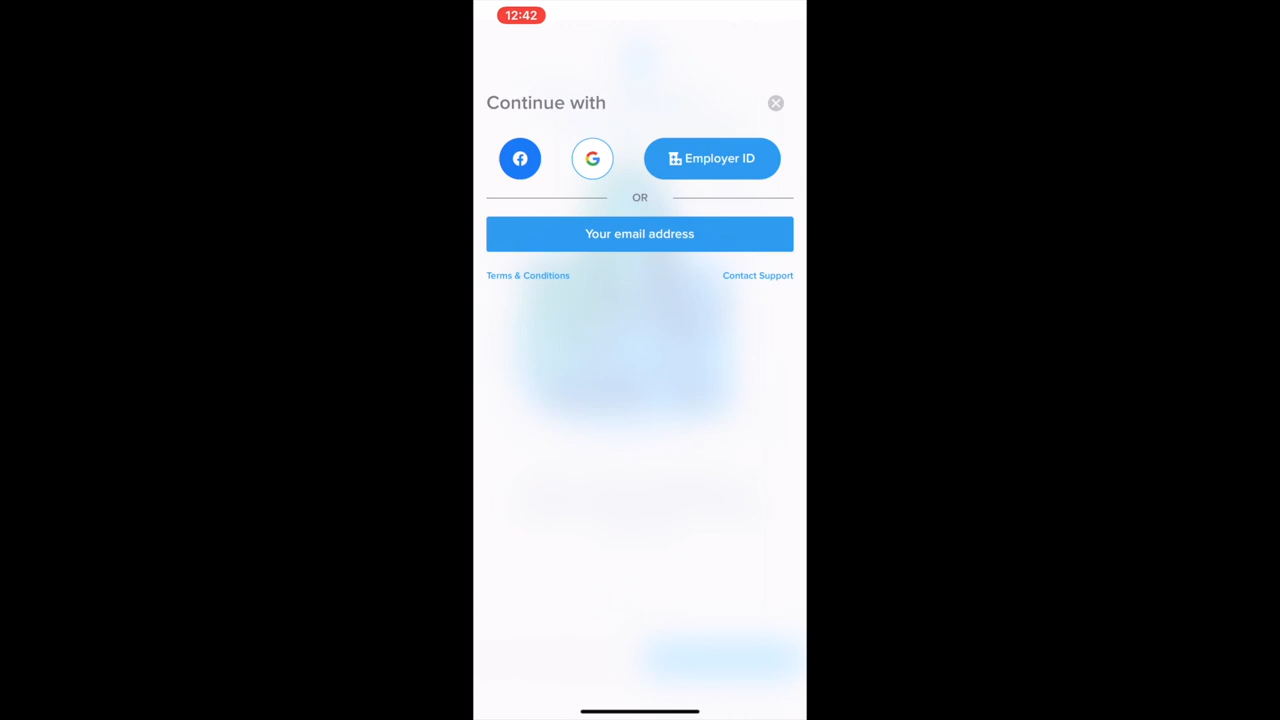 12:42
Continue with
Employer ID
OR
Your email address
Terms & Conditions
Contact Support